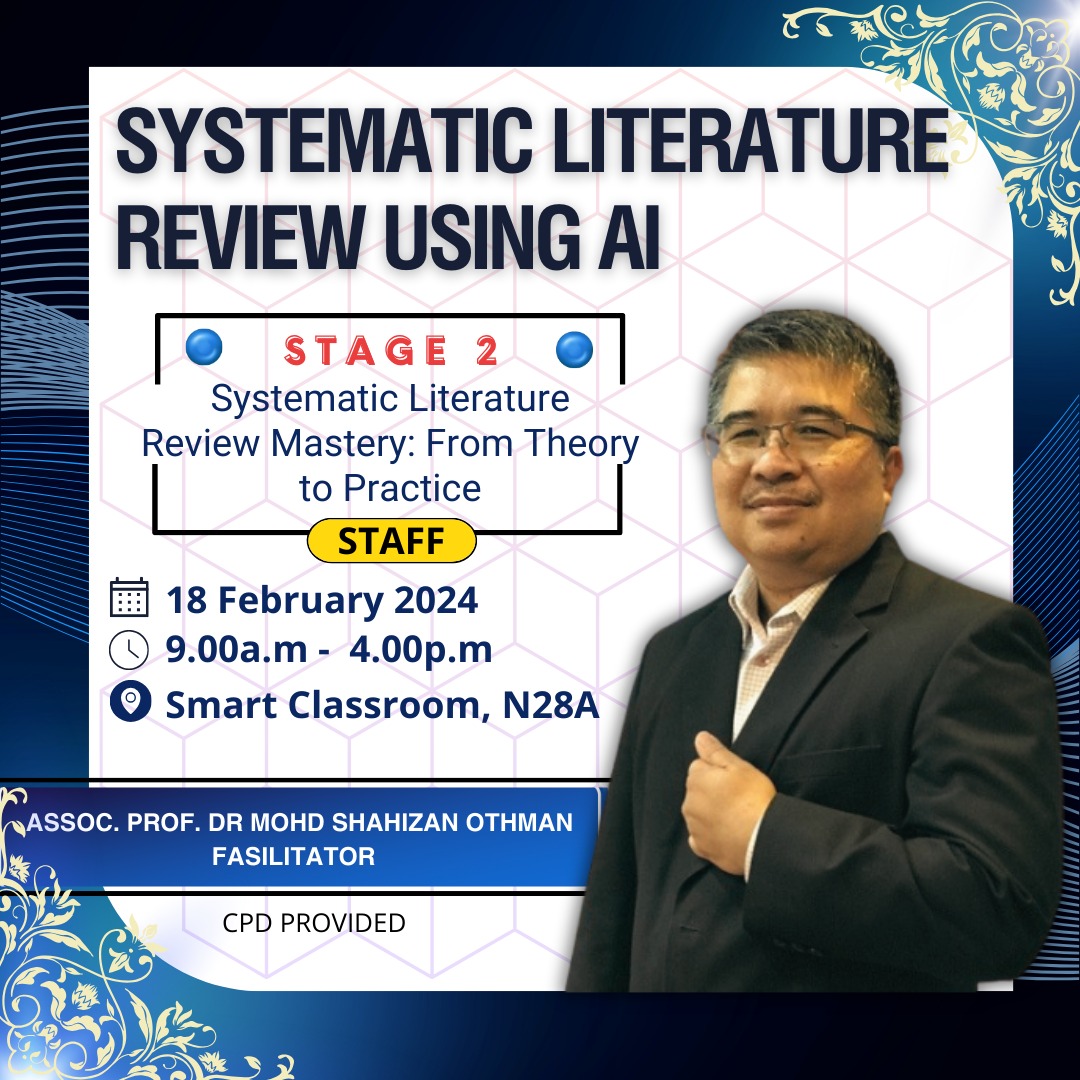 SYSTEMATIC LITERATURE
REVIEW USING AI
STAGE 2
Systematic Literature
Review Mastery: From Theory
to Practice
STAFF
18 February 2024
9.00a.m - 4.00p.m
Smart Classroom, N28A
ASSOC. PROF. DR MOHD SHAHIZAN OTHMAN
FASILITATOR
CPD PROVIDED